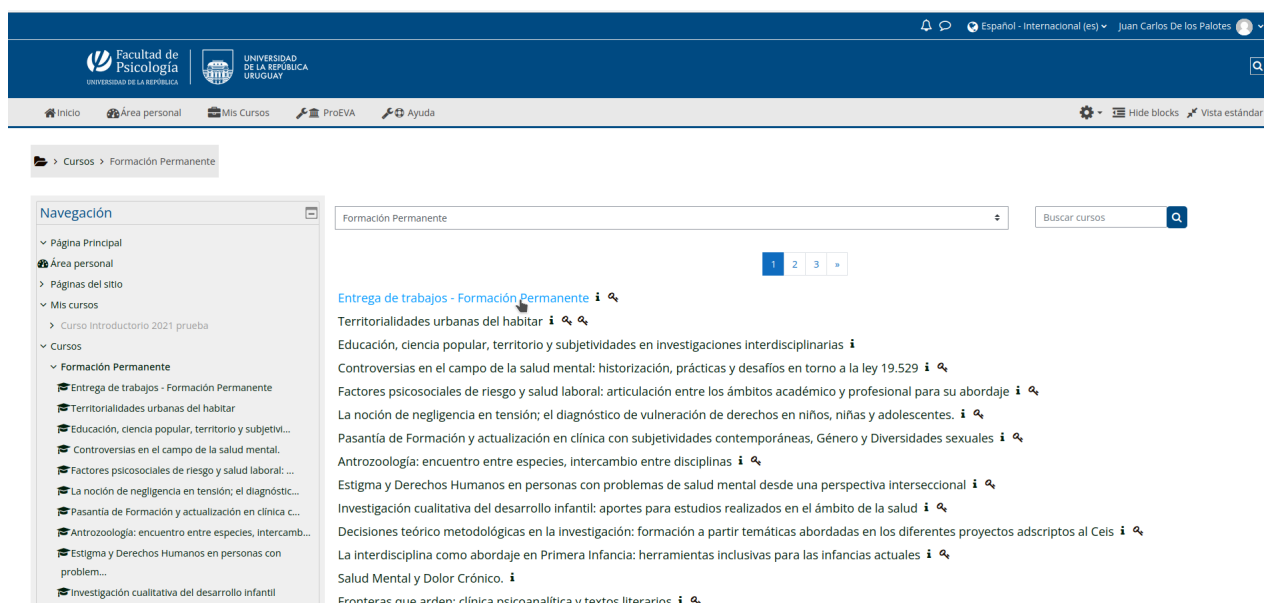 Español - Internacional (es) Juan Carlos De los Palotes
Facultad de
Psicología
UNIVERSIDAD DE LA REPÚBLICA
UNIVERSIDAD
DE LA REPÚBLICA
URUGUAY
Inicio Área personal Mis Cursos ProEVA Ayuda Hide blocks Vista estándar
> Cursos > Formación Permanente
Navegación
Página Principal
Área personal
Páginas del sitio
Mis cursos
Curso Introductorio 2021 prueba
Cursos
Formación Permanente
Entrega de trabajos - Formación Permanente
Territorialidades urbanas del habitar
Educación, ciencia popular, territorio y subjetivi...
Controversias en el campo de la salud mental.
Factores psicosociales de riesgo y salud laboral: ...
La noción de negligencia en tensión; el diagnóstic...
Pasantía de Formación y actualización en clínica c...
Antrozoología: encuentro entre especies, intercamb...
Estigma y Derechos Humanos en personas con
problem...
Investigación cualitativa del desarrollo infantil
Formación Permanente
Buscar cursos
1 2 3 »
Entrega de trabajos - Formación Permanente
Territorialidades urbanas del habitar
Educación, ciencia popular, territorio y subjetividades en investigaciones interdisciplinarias
Controversias en el campo de la salud mental: historización, prácticas y desafíos en torno a la ley 19.529
Factores psicosociales de riesgo y salud laboral: articulación entre los ámbitos académico y profesional para su abordaje
La noción de negligencia en tensión; el diagnóstico de vulneración de derechos en niños, niñas y adolescentes.
Pasantía de Formación y actualización en clínica con subjetividades contemporáneas, Género y Diversidades sexuales
Antrozoología: encuentro entre especies, intercambio entre disciplinas
Estigma y Derechos Humanos en personas con problemas de salud mental desde una perspectiva interseccional
Investigación cualitativa del desarrollo infantil: aportes para estudios realizados en el ámbito de la salud
Decisiones teórico metodológicas en la investigación: formación a partir temáticas abordadas en los diferentes proyectos adscriptos al Ceis
La interdisciplina como abordaje en Primera Infancia: herramientas inclusivas para las infancias actuales
Salud Mental y Dolor Crónico.
Fronteras que arden: clínica psicoanalítica y textos literarios